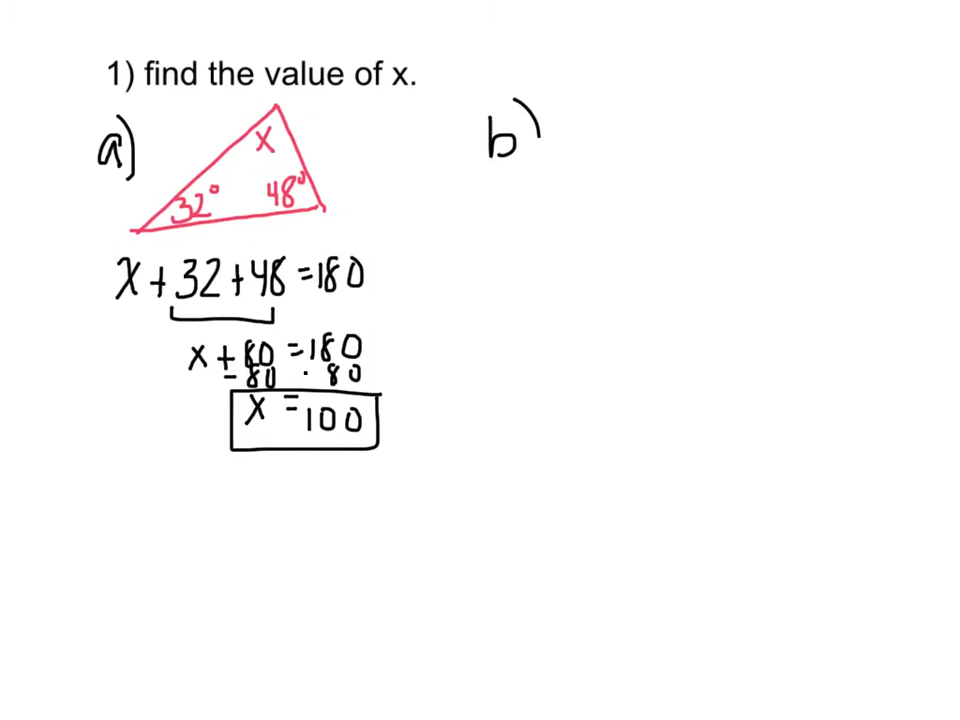 1) find the value of x.
a)
x
32°
48°
x + 32 + 48 = 180
x + 80 = 180
- 80 · 80
x = 100
b)